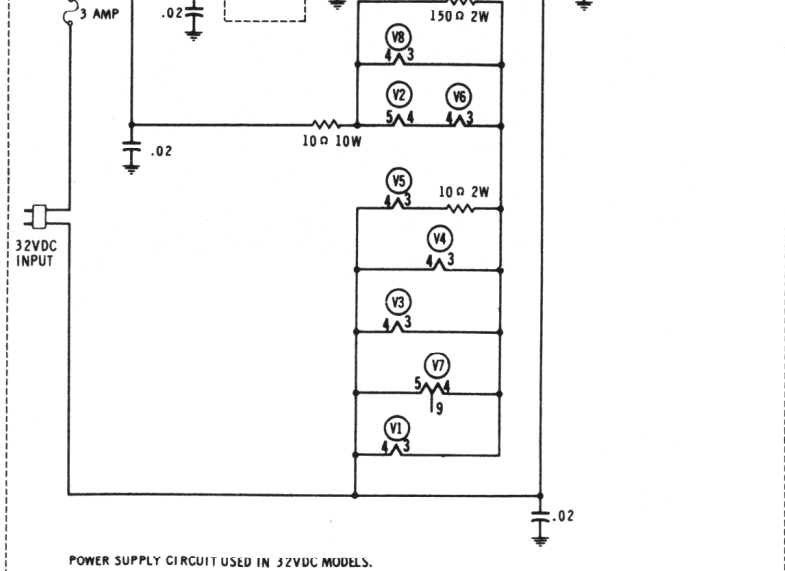 3 AMP
.02
150Ω 2W
V8
4 3
V2
V6
5 4
4 3
10Ω 10W
.02
V5
4 3
10Ω 2W
32VDC
INPUT
V4
4 3
V3
4 3
V7
5 4
9
V1
4 3
.02
POWER SUPPLY CIRCUIT USED IN 32VDC MODELS.